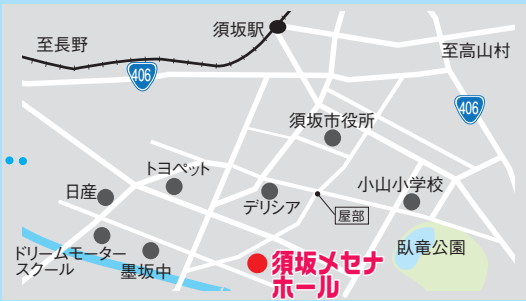 須坂駅
至長野
至高山村
406
406
須坂市役所
トヨペット
小山小学校
日産
デリシア
屋部
ドリームモーター
スクール
墨坂中
臥竜公園
須坂メセナ
ホール